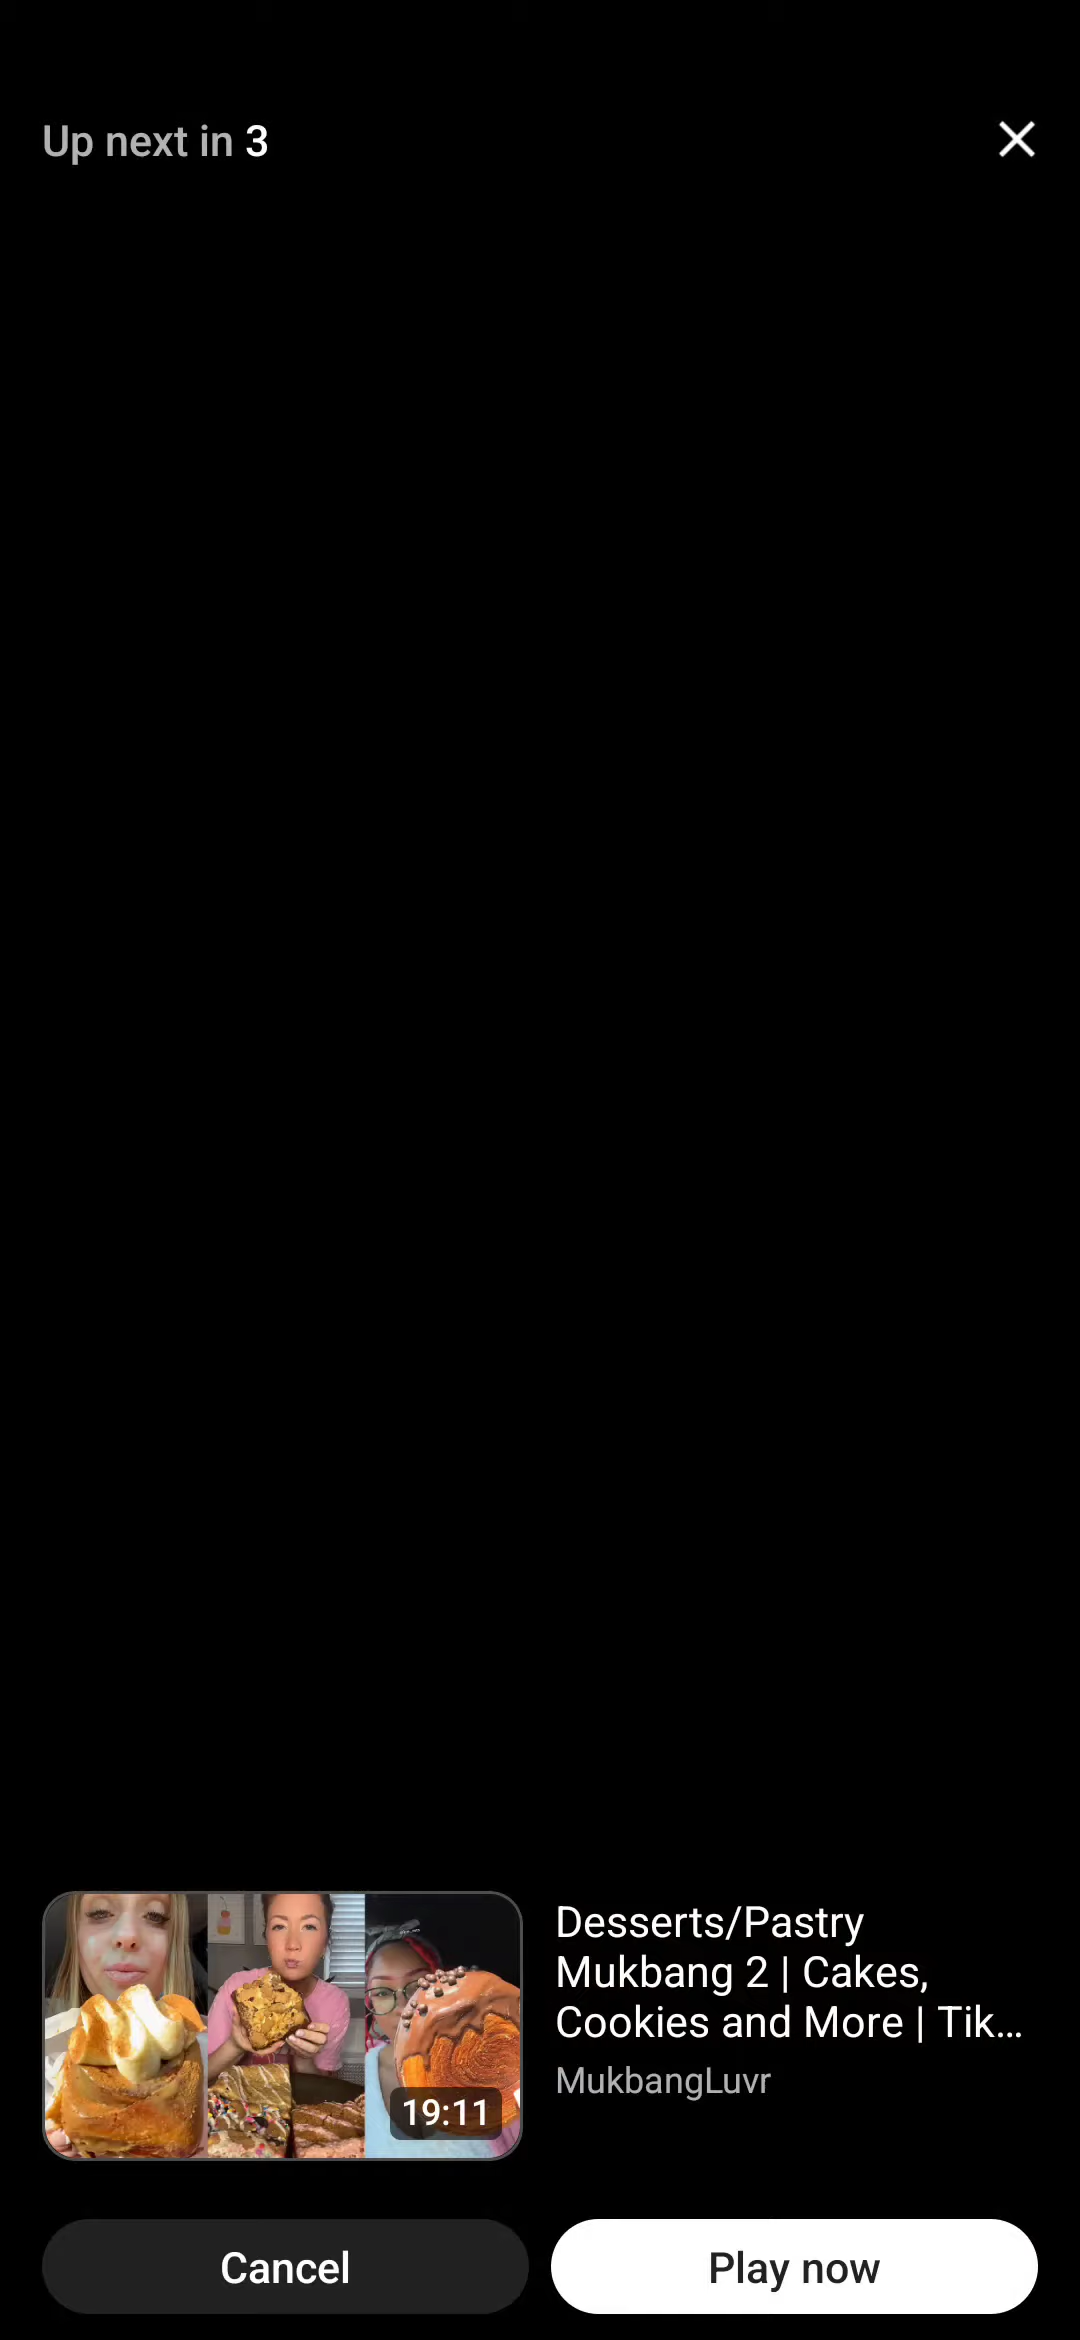 Up next in 3
Desserts/Pastry
Mukbang 2 | Cakes,
Cookies and More | Tik...
MukbangLuvr
19:11
Cancel
Play now